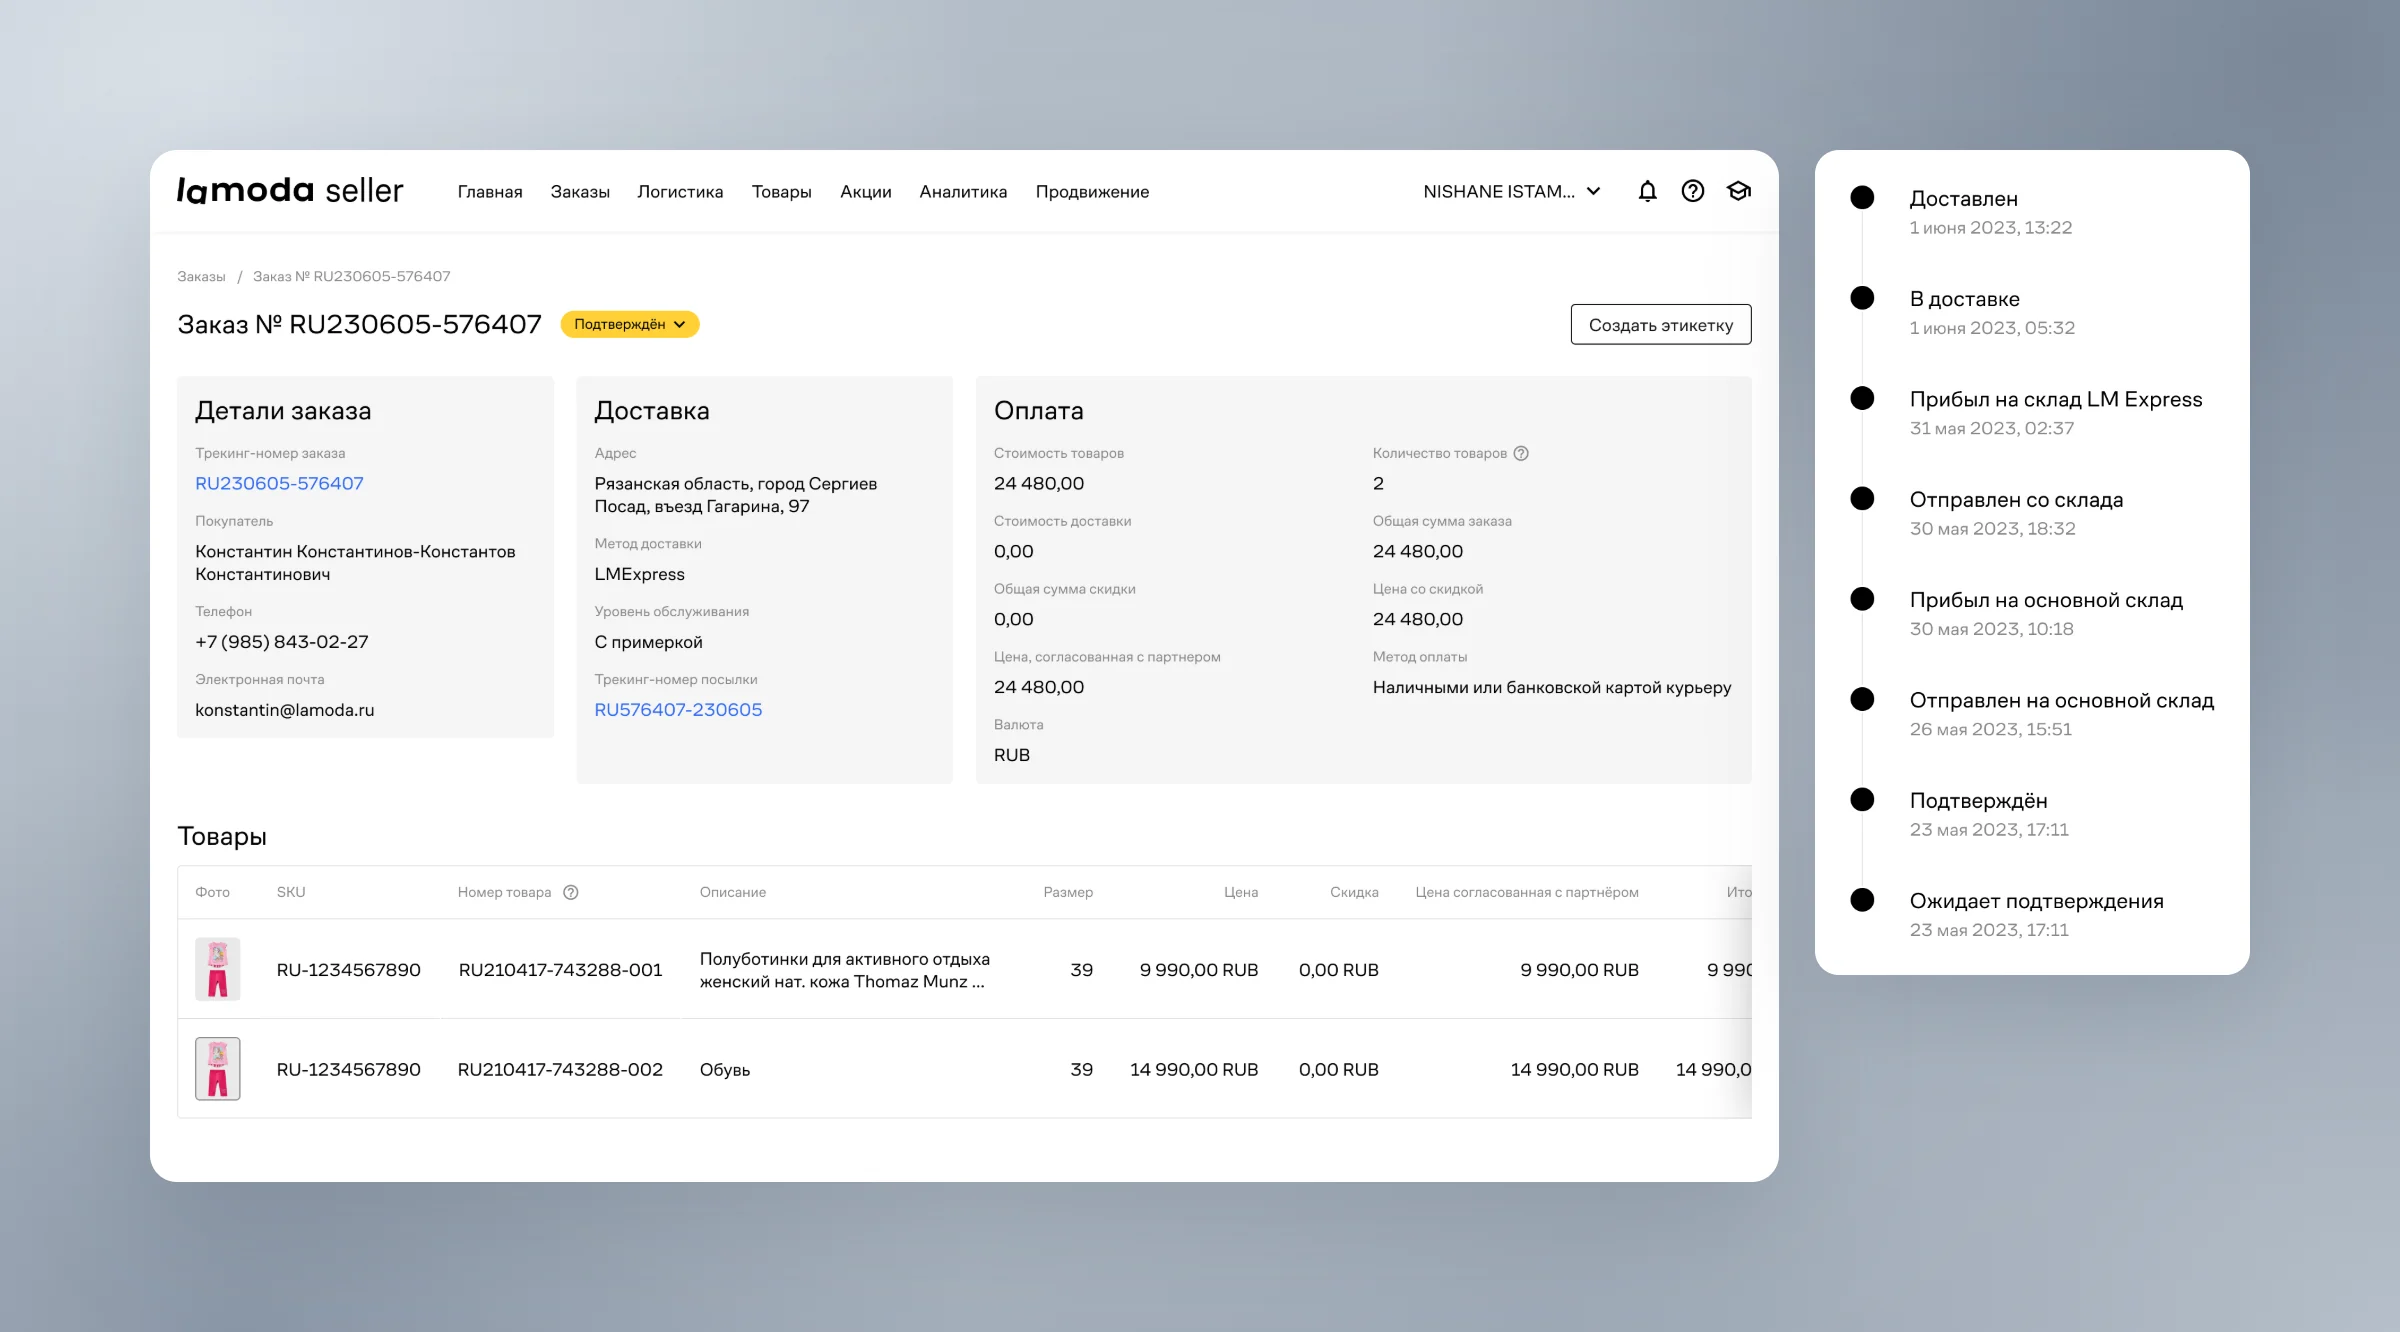 lamoda seller
Главная Заказы Логистика Товары Акции Аналитика Продвижение NISHANE ISTAM...
Заказы / Заказ № RU230605-576407
Заказ № RU230605-576407 Подтверждён
Создать этикетку
Детали заказа
Трекинг-номер заказа
RU230605-576407
Покупатель
Константин Константинов-Константов
Константинович
Телефон
+7 (985) 843-02-27
Электронная почта
konstantin@lamoda.ru
Доставка
Адрес
Рязанская область, город Сергиев
Посад, въезд Гагарина, 97
Метод доставки
LMExpress
Уровень обслуживания
С примеркой
Трекинг-номер посылки
RU576407-230605
Оплата
Стоимость товаров
24 480,00
Стоимость доставки
0,00
Общая сумма скидки
0,00
Цена, согласованная с партнером
24 480,00
Валюта
RUB
Количество товаров
2
Общая сумма заказа
24 480,00
Цена со скидкой
24 480,00
Метод оплаты
Наличными или банковской картой курьеру
Товары
Фото SKU Номер товара Описание Размер Цена Скидка Цена согласованная с партнёром Ито
RU-1234567890 RU210417-743288-001 Полуботинки для активного отдыха
женский нат. кожа Thomaz Munz ... 39 9 990,00 RUB 0,00 RUB 9 990,00 RUB 9 990
RU-1234567890 RU210417-743288-002 Обувь 39 14 990,00 RUB 0,00 RUB 14 990,00 RUB 14 990,0
Доставлен
1 июня 2023, 13:22
В доставке
1 июня 2023, 05:32
Прибыл на склад LM Express
31 мая 2023, 02:37
Отправлен со склада
30 мая 2023, 18:32
Прибыл на основной склад
30 мая 2023, 10:18
Отправлен на основной склад
26 мая 2023, 15:51
Подтверждён
23 мая 2023, 17:11
Ожидает подтверждения
23 мая 2023, 17:11